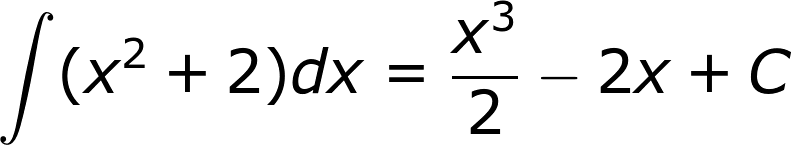 ∫(x² + 2)dx = x³/2 − 2x + C